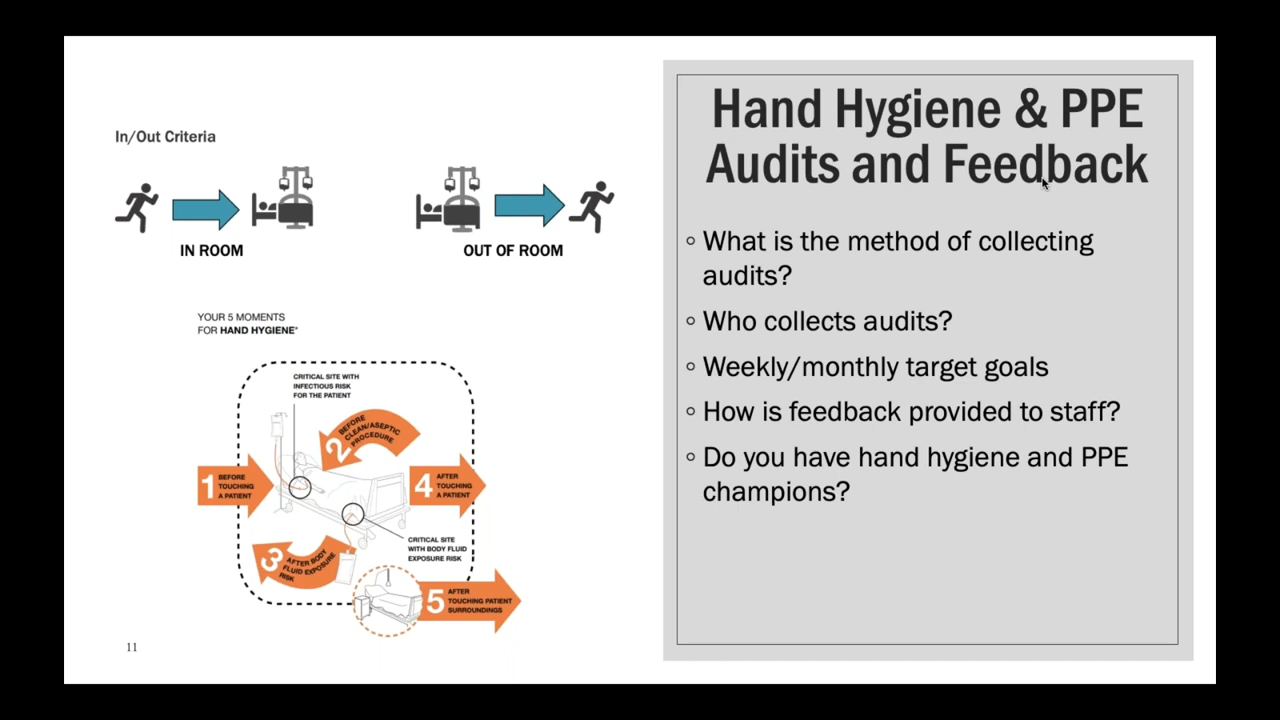 In/Out Criteria
IN ROOM
OUT OF ROOM
YOUR 5 MOMENTS
FOR HAND HYGIENE*
CRITICAL SITE WITH
INFECTIOUS RISK
FOR THE PATIENT
2
BEFORE
CLEAN/ASEPTIC
PROCEDURE
1
BEFORE
TOUCHING
A PATIENT
4
AFTER
TOUCHING
A PATIENT
3
AFTER BODY
FLUID EXPOSURE
RISK
CRITICAL SITE
WITH BODY FLUID
EXPOSURE RISK
5
AFTER
TOUCHING PATIENT
SURROUNDINGS
11
Hand Hygiene & PPE
Audits and Feedback
◦ What is the method of collecting
audits?
◦ Who collects audits?
◦ Weekly/monthly target goals
◦ How is feedback provided to staff?
◦ Do you have hand hygiene and PPE
champions?